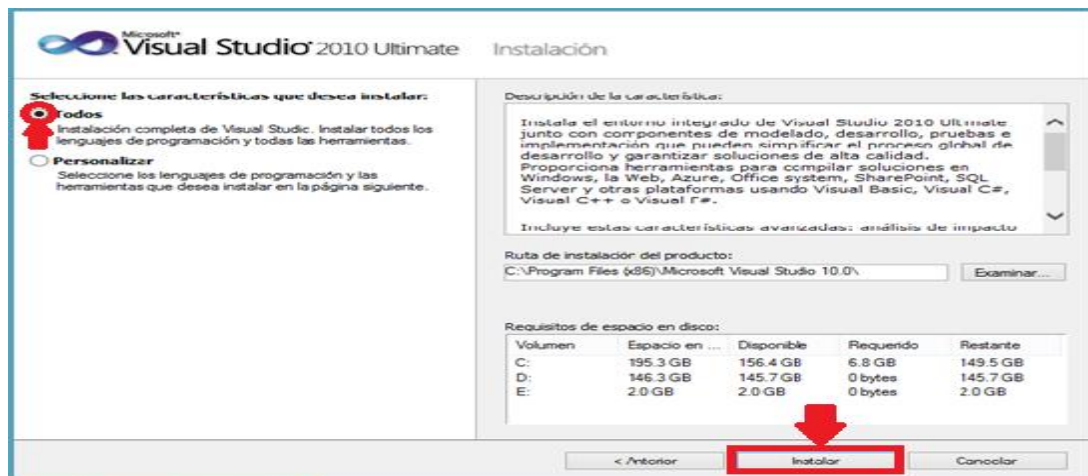 Microsoft®
Visual Studio® 2010 Ultimate
Instalación
Seleccione las características que desea instalar:
Todos
Instalación completa de Visual Studio. Instalar todos los
lenguajes de programación y todas las herramientas.
Personalizar
Seleccione los lenguajes de programación y las
herramientas que desea instalar en la página siguiente.
Descripción de la característica:
Instala el entorno integrado de Visual Studio 2010 Ultimate
junto con componentes de modelado, desarrollo, pruebas e
implementación que pueden simplificar el proceso global de
desarrollo y garantizar soluciones de alta calidad.
Proporciona herramientas para compilar soluciones en
Windows, la Web, Azure, Office system, SharePoint, SQL
Server y otras plataformas usando Visual Basic, Visual C#,
Visual C++ o Visual F#.
Incluye estas características avanzadas: análisis de impacto
Ruta de instalación del producto:
C:\Program Files (x86)\Microsoft Visual Studio 10.0\
Examinar...
Requisitos de espacio en disco:
Volumen Espacio en ... Disponible Requerido Restante
C: 195.3 GB 156.4 GB 6.8 GB 149.5 GB
D: 146.3 GB 145.7 GB 0 bytes 145.7 GB
E: 2.0 GB 2.0 GB 0 bytes 2.0 GB
< Anterior Instalar Cancelar